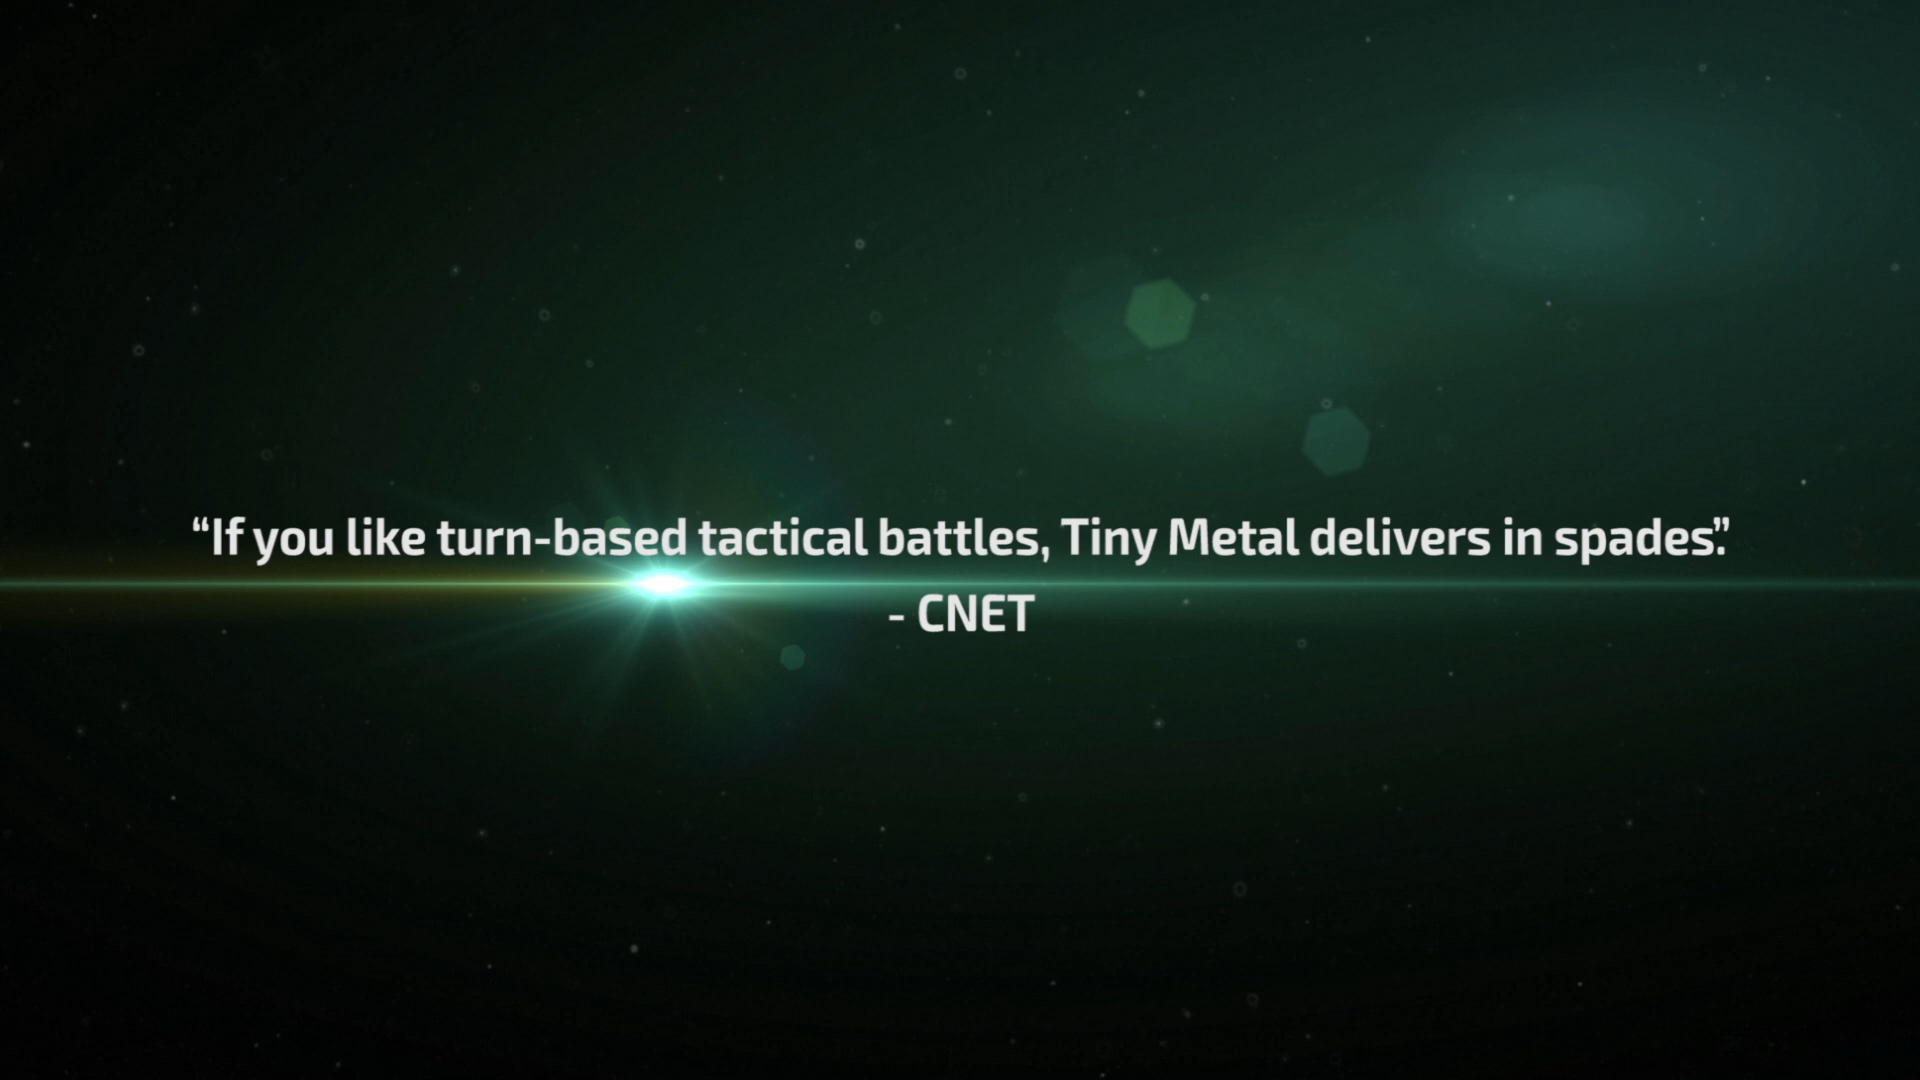 “If you like turn-based tactical battles, Tiny Metal delivers in spades.”
- CNET